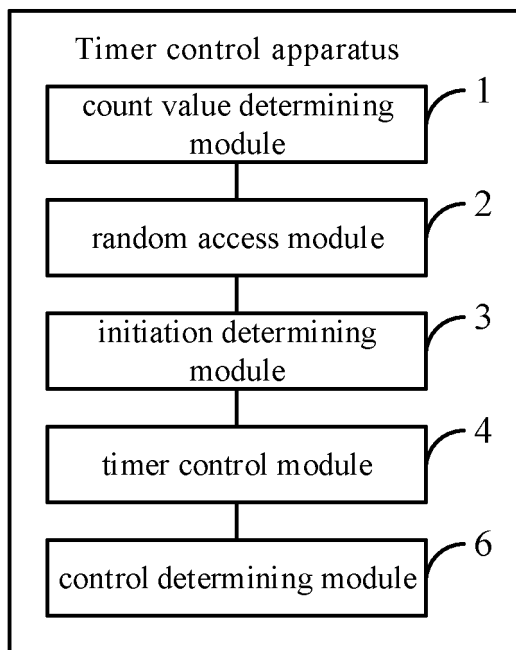 Timer control apparatus
count value determining
module
1
random access module
2
initiation determining
module
3
timer control module
4
control determining module
6